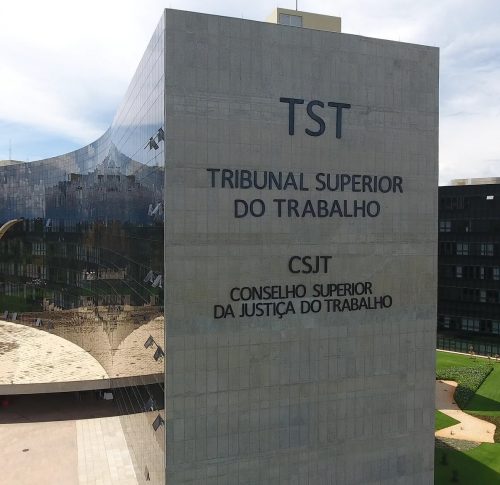 TST
TRIBUNAL SUPERIOR
DO TRABALHO
CSJT
CONSELHO SUPERIOR
DA JUSTIÇA DO TRABALHO